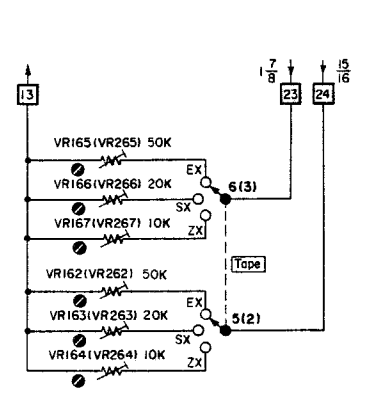 1 7/8
15/16
13
23
24
VR165(VR265) 50K
EX
VR166(VR266) 20K
6(3)
SX
VR167(VR267) 10K
ZX
Tape
VR162(VR262) 50K
EX
VR163(VR263) 20K
5(2)
SX
VR164(VR264) 10K
ZX